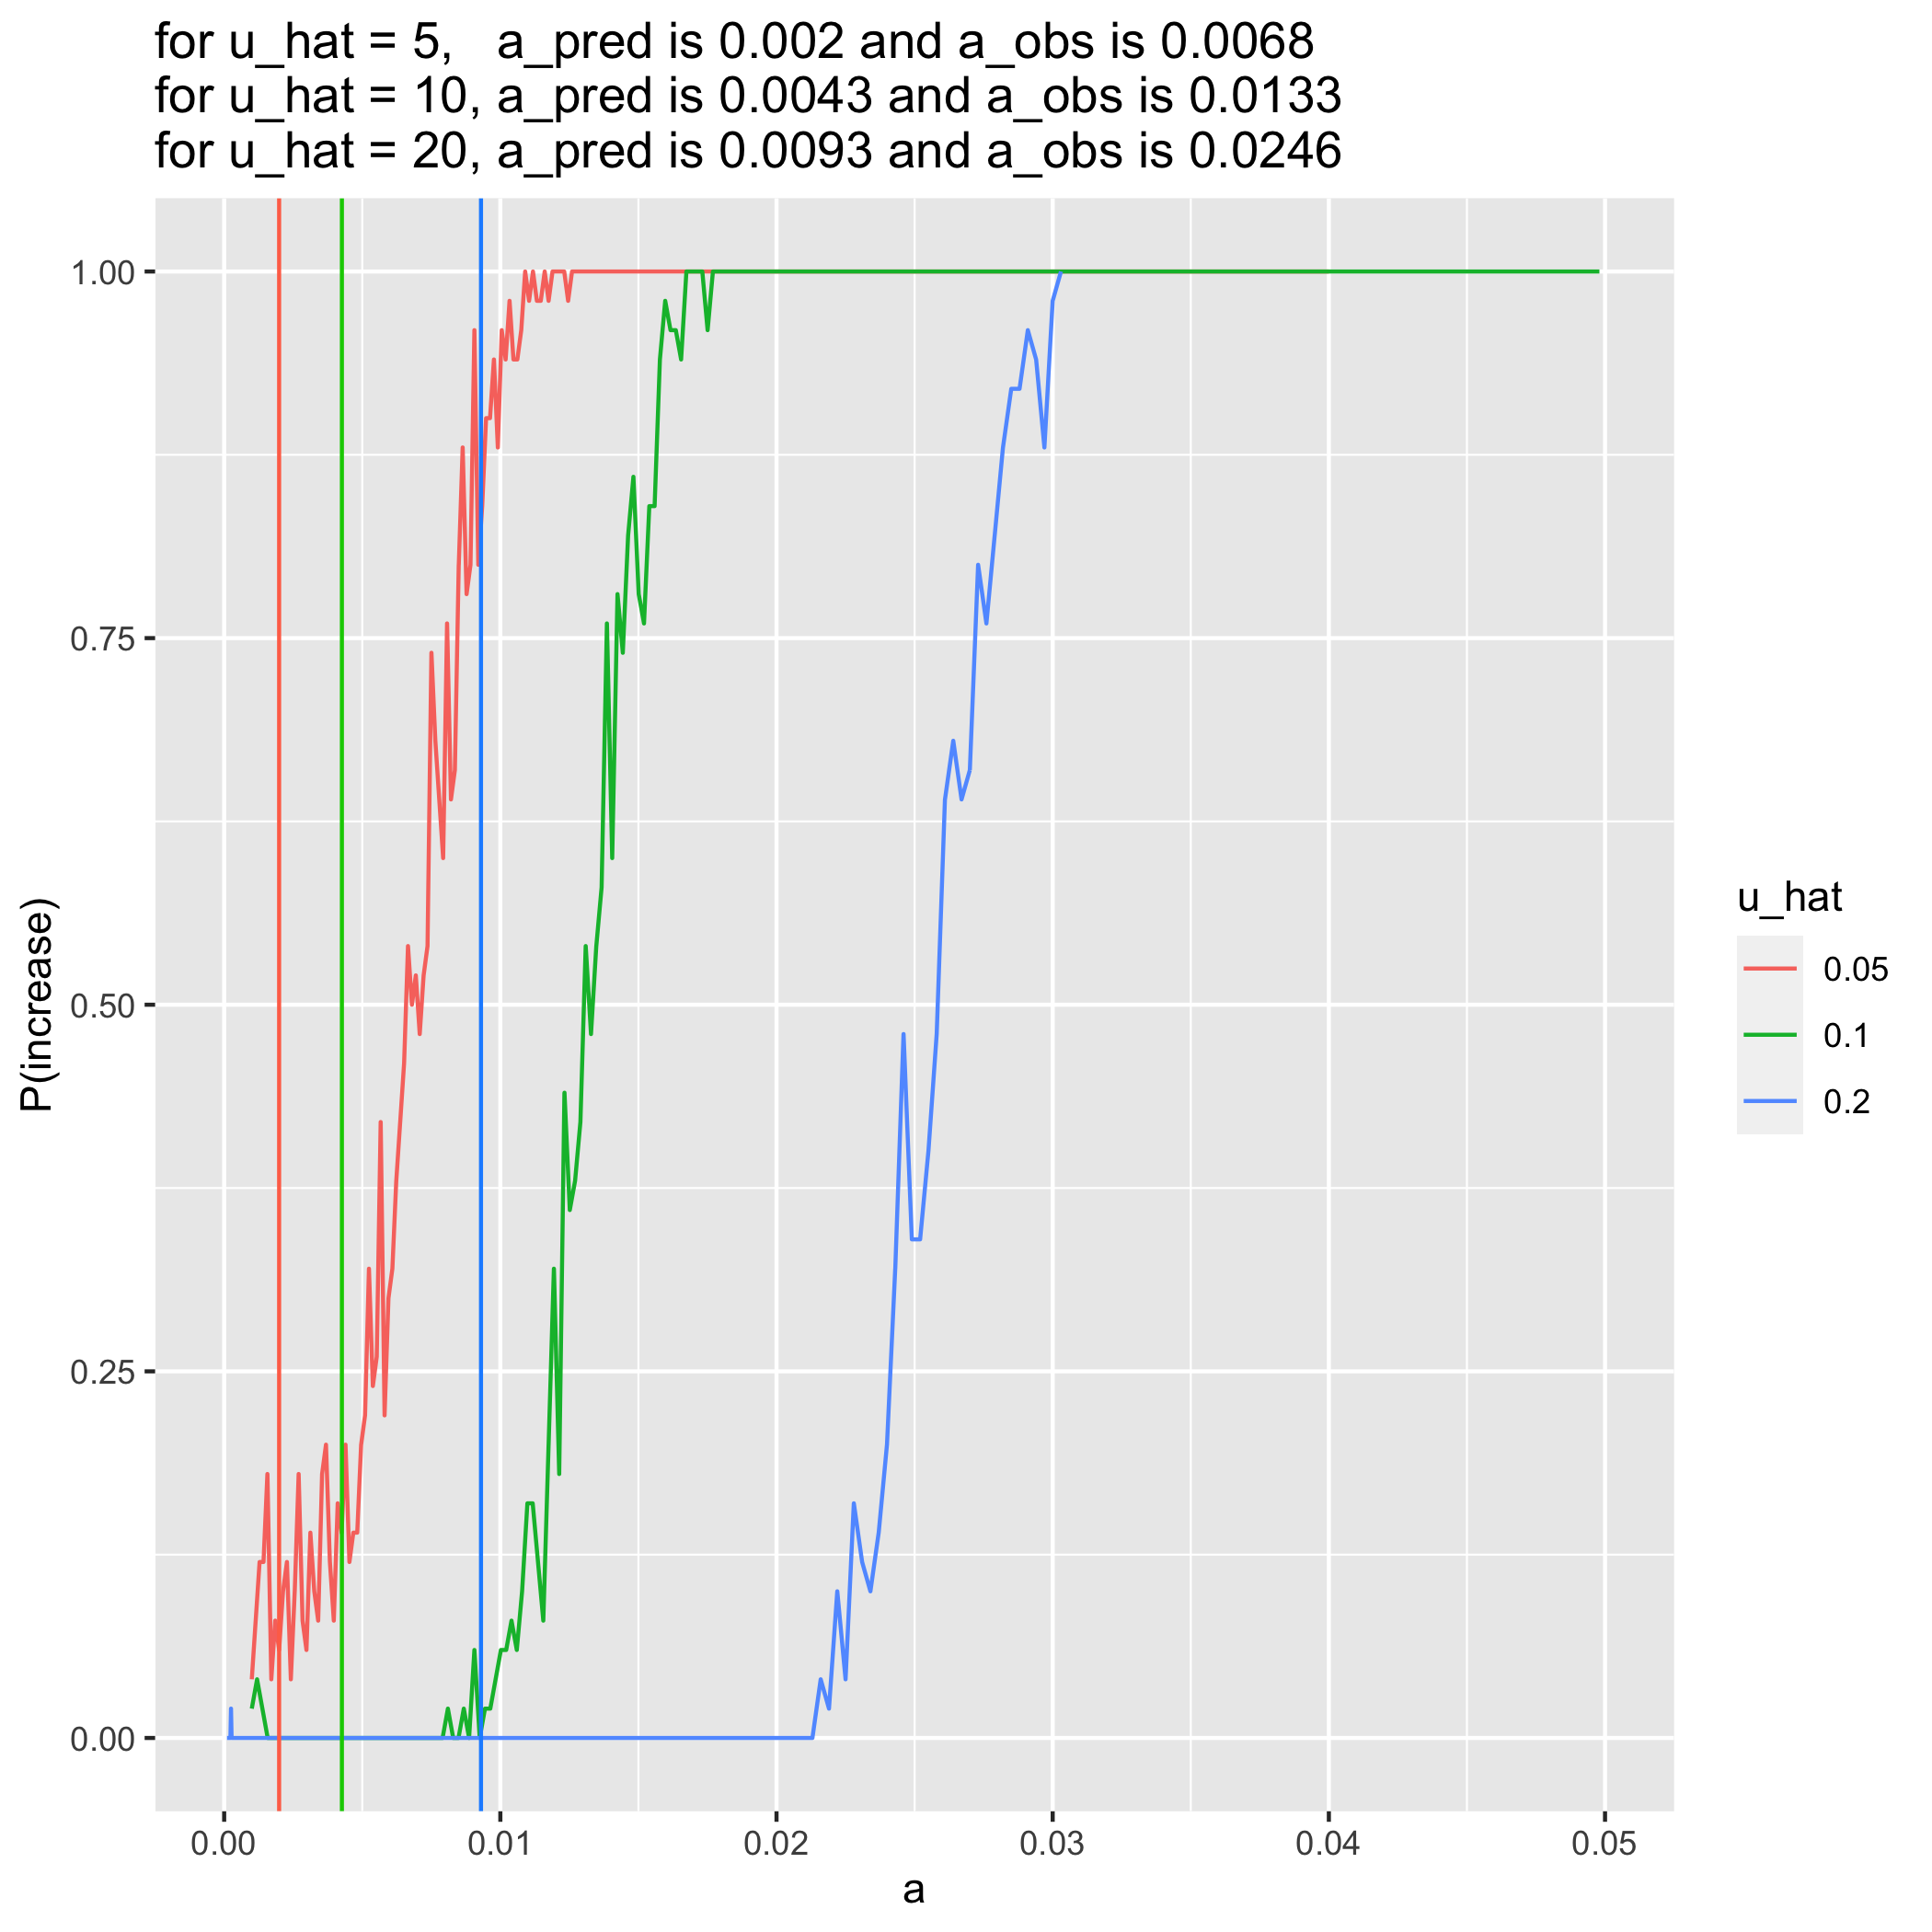 for u_hat = 5,   a_pred is 0.002 and a_obs is 0.0068
for u_hat = 10, a_pred is 0.0043 and a_obs is 0.0133
for u_hat = 20, a_pred is 0.0093 and a_obs is 0.0246
1.00
0.75
0.50
0.25
0.00
P(increase)
0.00
0.01
0.02
0.03
0.04
0.05
a
u_hat
0.05
0.1
0.2